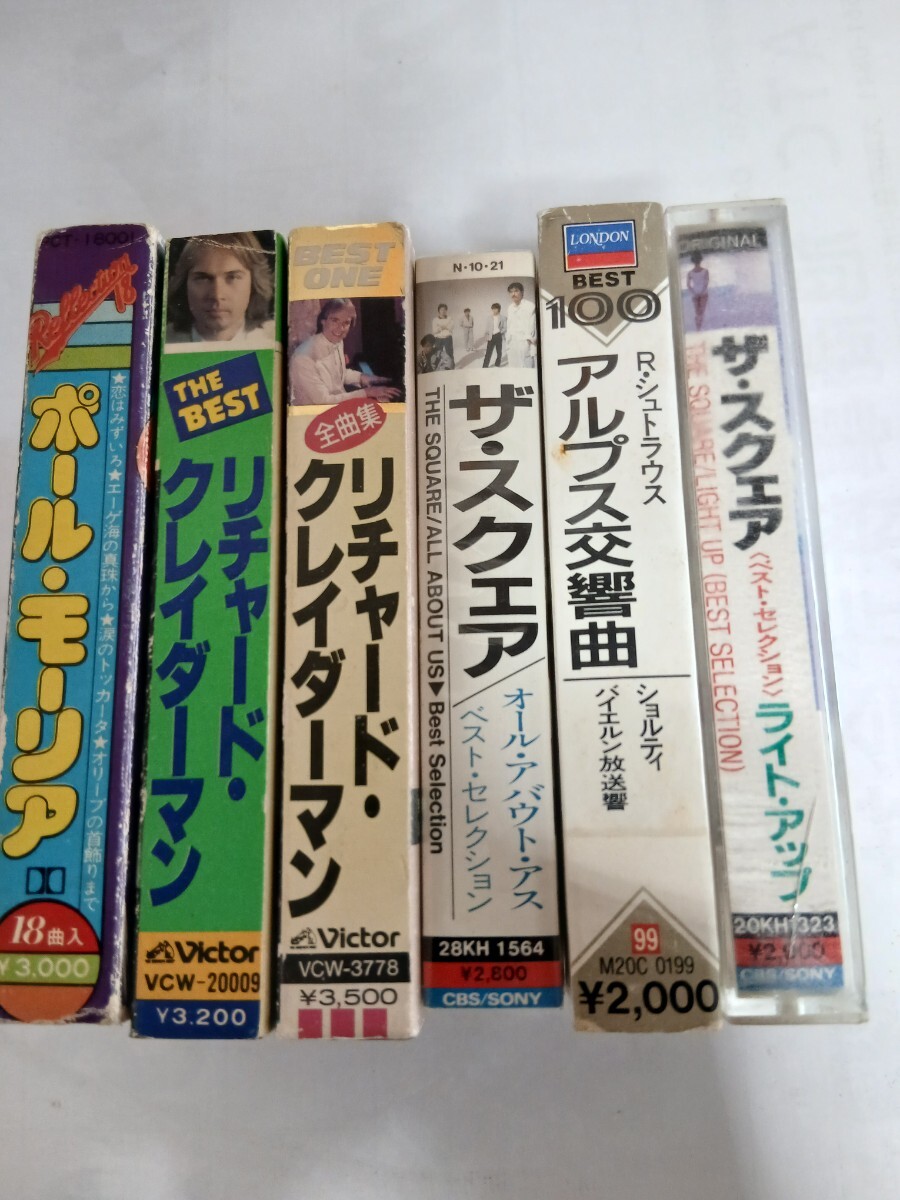 PCT-18001
Reflection 18
ポール・モーリア
★恋はみずいろ★エーゲ海の真珠から★涙のトッカータ★オリーブの首飾りまで
18曲入
¥3,000
THE BEST
リチャード・
クレイダーマン
Victor
VCW-20009
¥3.200
BEST
ONE
全曲集
リチャード・
クレイダーマン
Victor
VCW-3778
¥3,500
N・10・21
ザ・スクェア
THE SQUARE/ALL ABOUT US▶Best Selection
オール・アバウト・アス
ベスト・セレクション
28KH 1564
¥2,800
CBS/SONY
LONDON
BEST
100
R・シュトラウス
アルプス交響曲
ショルティ
バイエルン放送響
99
M20C 0199
¥2,000
ORIGINAL
ザ・スクェア
THE SQUARE/LIGHT UP (BEST SELECTION)
〈ベスト・セレクション〉
ライト・アップ
20KH1323
¥2,000
CBS/SONY